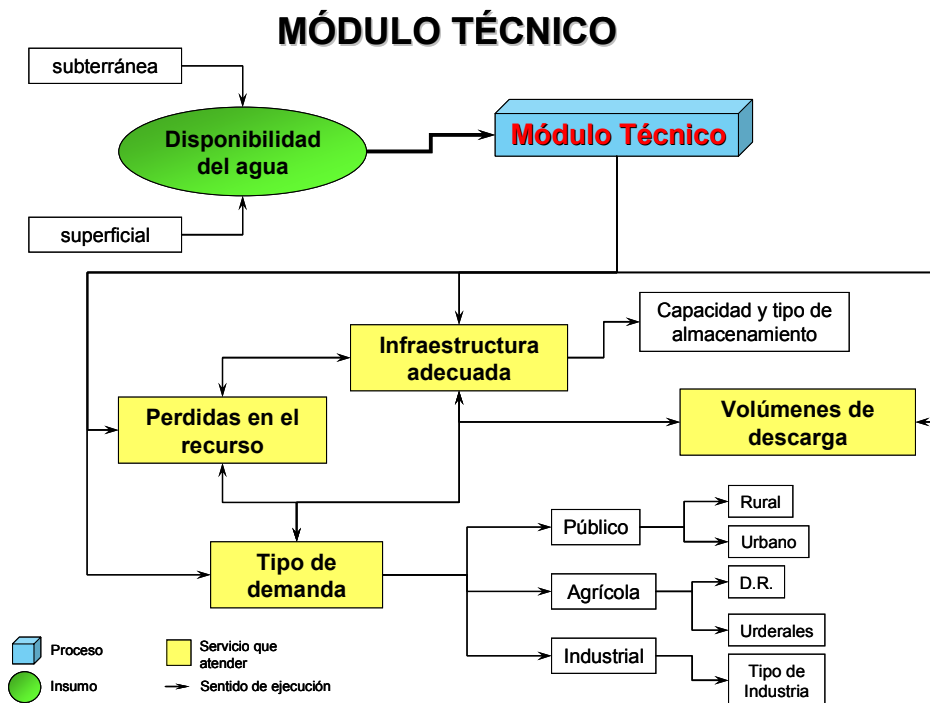 MÓDULO TÉCNICO
subterránea
Disponibilidad
del agua
Módulo Técnico
superficial
Capacidad y tipo de
almacenamiento
Infraestructura
adecuada
Perdidas en el
recurso
Volúmenes de
descarga
Tipo de
demanda
Público
Rural
Urbano
Agrícola
D.R.
Urderales
Industrial
Tipo de
Industria
Proceso
Servicio que
atender
Insumo
Sentido de ejecución